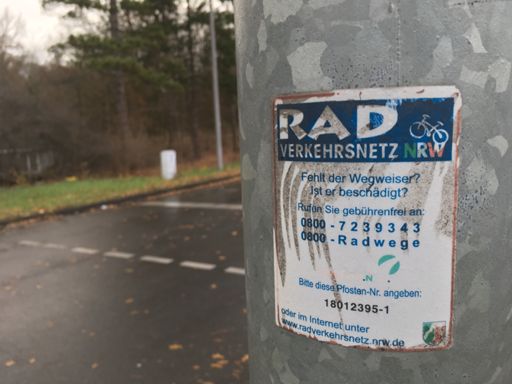 RAD
VERKEHRSNETZ NRW
Fehlt der Wegweiser?
Ist er beschädigt?
Rufen Sie gebührenfrei an:
0800-7239343
0800-Radwege
N
Bitte diese Pfosten-Nr. angeben:
18012395-1
oder im Internet unter
www.radverkehrsnetz.nrw.de